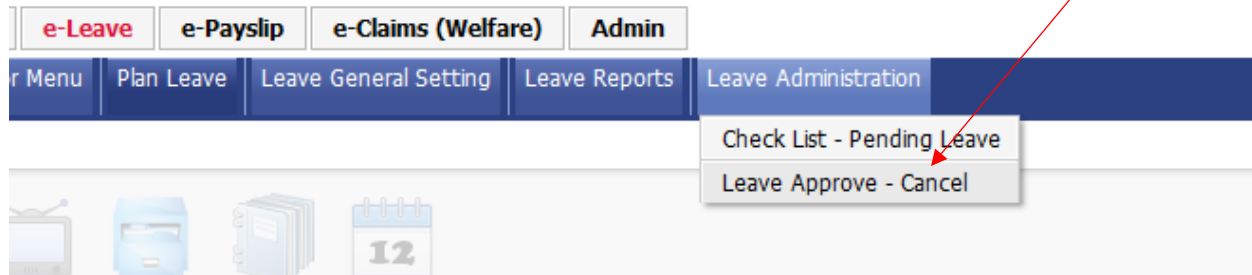 e-Leave e-Payslip e-Claims (Welfare) Admin
r Menu Plan Leave Leave General Setting Leave Reports Leave Administration
Check List - Pending Leave
Leave Approve - Cancel
12